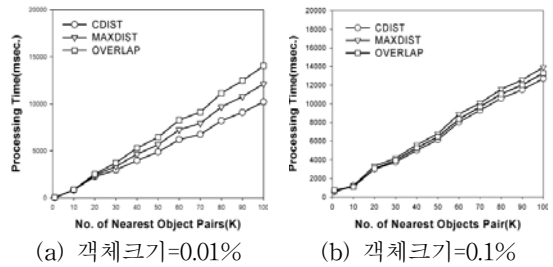 20000
15000
10000
5000
0
Processing Time(msec.)
CDIST
MAXDIST
OVERLAP
0 10 20 30 40 50 60 70 80 90 100
No. of Nearest Object Pairs(K)
(a) 객체크기=0.01%
20000
14000
12000
10000
8000
6000
4000
2000
0
Processing Time(msec.)
CDIST
MAXDIST
OVERLAP
0 10 20 30 40 50 60 70 80 90 100
No. of Nearest Objects Pair(K)
(b) 객체크기=0.1%